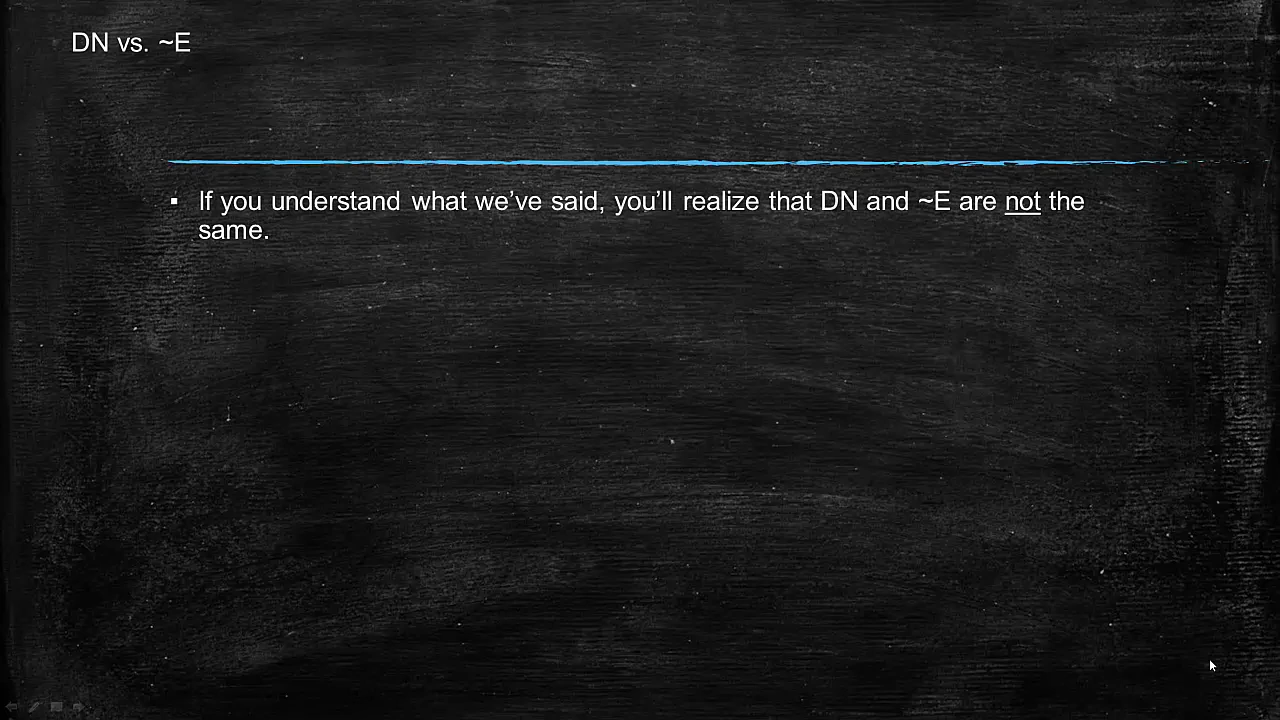 DN vs. ~E
▪ If you understand what we’ve said, you’ll realize that DN and ~E are not the
same.